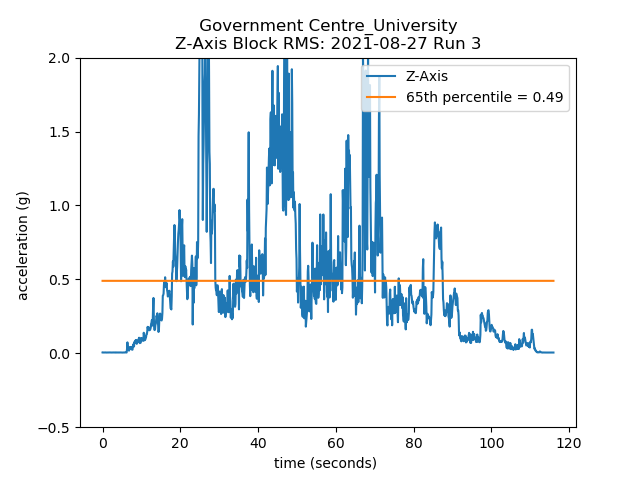 Government Centre_University
Z-Axis Block RMS: 2021-08-27 Run 3
Z-Axis
65th percentile = 0.49
2.0
1.5
1.0
0.5
0.0
−0.5
acceleration (g)
0 20 40 60 80 100 120
time (seconds)